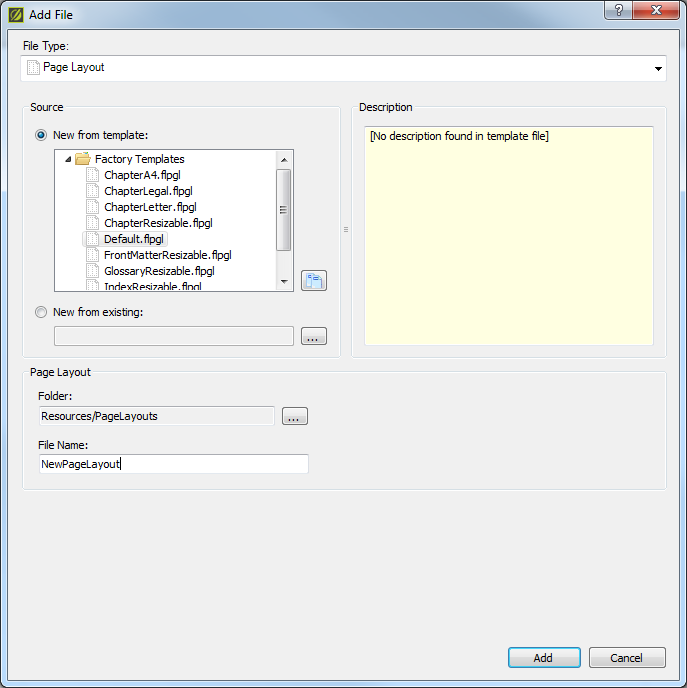 Add File
File Type:
Page Layout
Source
New from template:
Factory Templates
ChapterA4.flpgl
ChapterLegal.flpgl
ChapterLetter.flpgl
ChapterResizable.flpgl
Default.flpgl
FrontMatterResizable.flpgl
GlossaryResizable.flpgl
IndexResizable.flpgl
New from existing:
...
Description
[No description found in template file]
Page Layout
Folder:
Resources/PageLayouts
...
File Name:
NewPageLayout
Add
Cancel